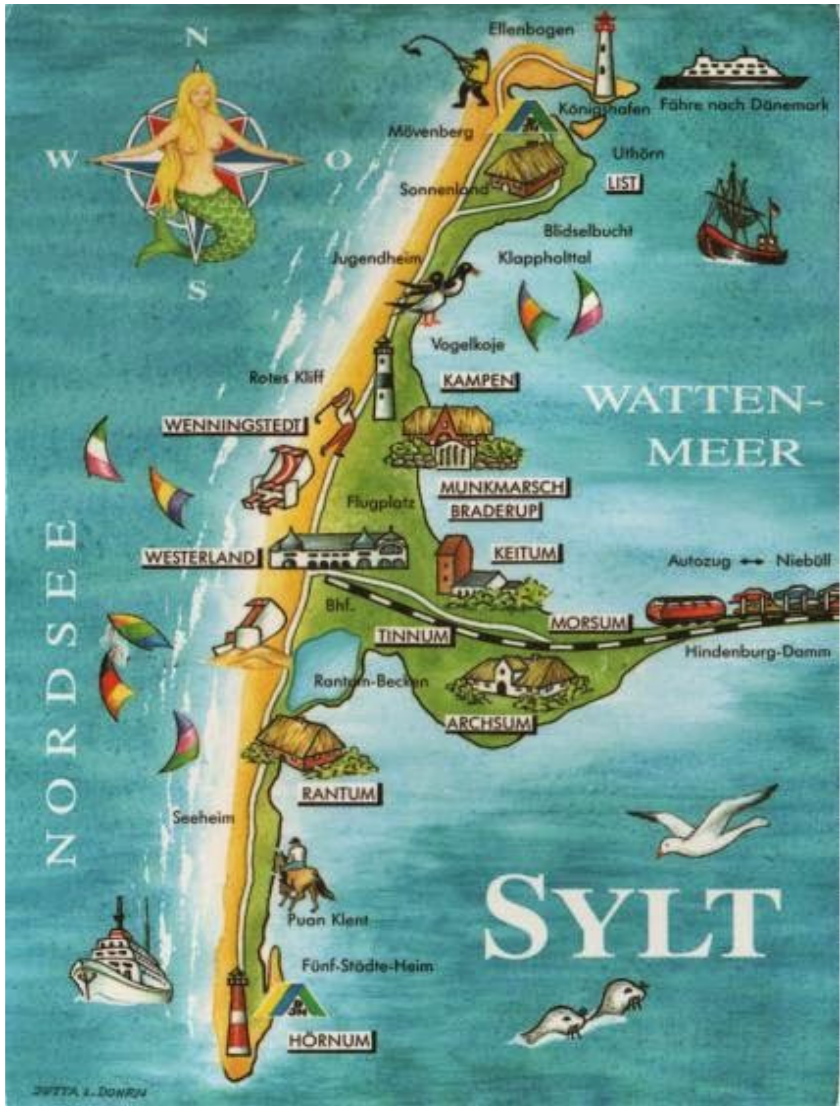 N
Ellenbogen
Königshafen
Fähre nach Dänemark
Mövenberg
W
O
Uthörn
Sonnenland
LIST
Blidselbucht
Jugendheim
Klappholttal
S
Vogelkoje
Rotes Kliff
KAMPEN
WENNINGSTEDT
WATTEN-
MEER
MUNKMARSCH
BRADERUP
Flugplatz
WESTERLAND
KEITUM
Autozug ↔ Niebüll
NORDSEE
Bhf.
TINNUM
MORSUM
Hindenburg-Damm
Rantum-Becken
ARCHSUM
RANTUM
Seeheim
SYLT
Puan Klent
Fünf-Städte-Heim
HÖRNUM